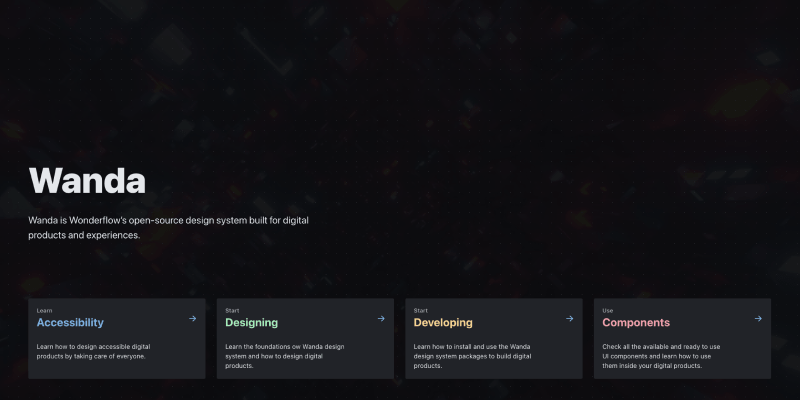 Wanda
Wanda is Wonderflow's open-source design system built for digital
products and experiences.
Learn
Accessibility
Learn how to design accessible digital
products by taking care of everyone.
Start
Designing
Learn the foundations ow Wanda design
system and how to design digital
products.
Start
Developing
Learn how to install and use the Wanda
design system packages to build digital
products.
Use
Components
Check all the available and ready to use
UI components and learn how to use
them inside your digital products.